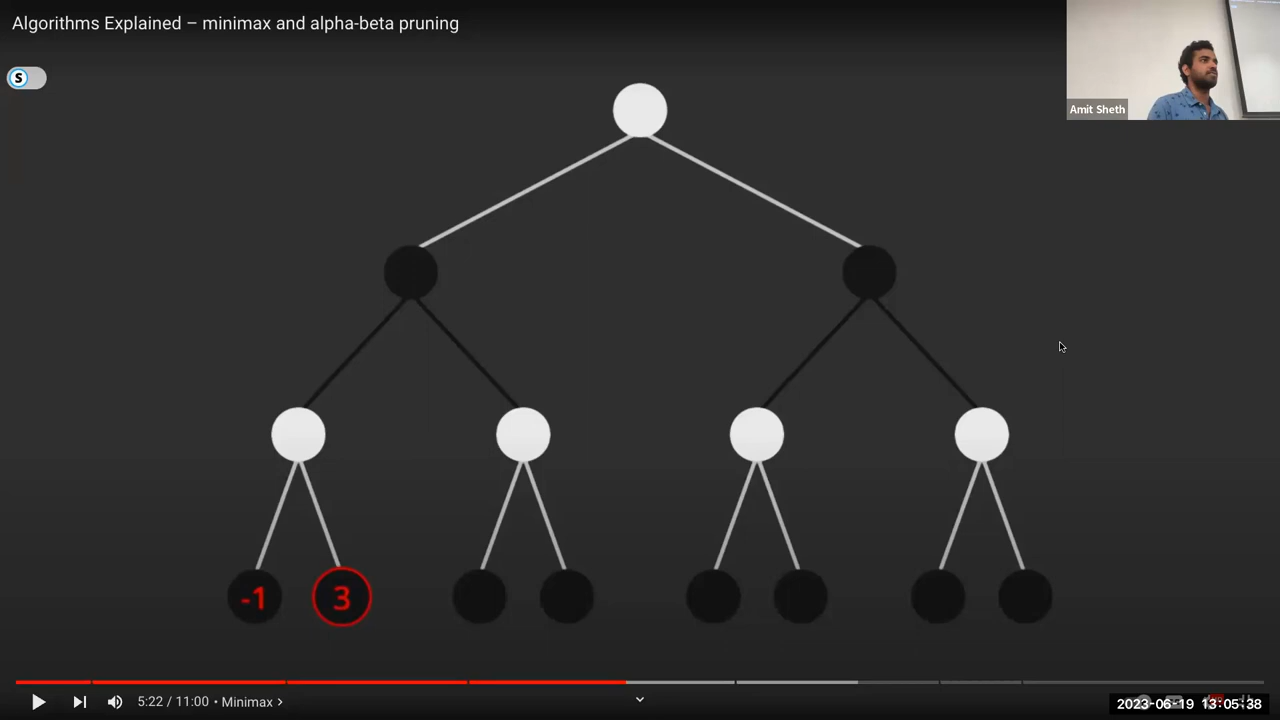 Algorithms Explained – minimax and alpha-beta pruning
S
Amit Sheth
-1 3
5:22 / 11:00 • Minimax >
2023-06-19 13:05:38